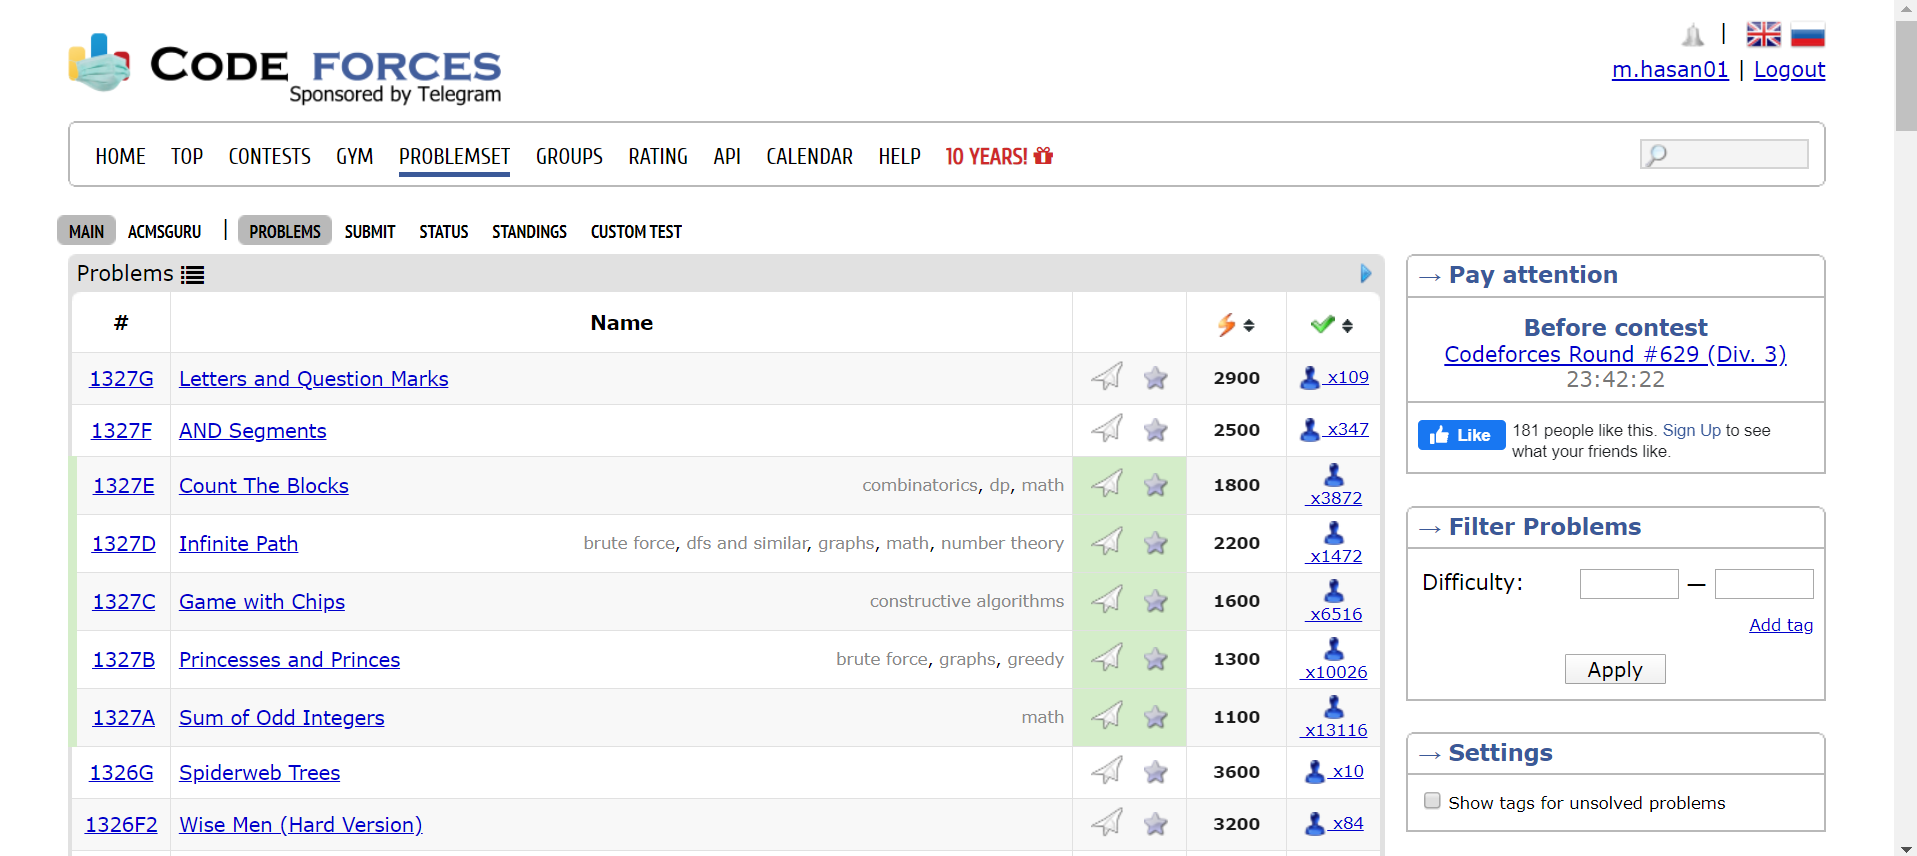 CODE FORCES
Sponsored by Telegram
|
m.hasan01 | Logout
HOME TOP CONTESTS GYM PROBLEMSET GROUPS RATING API CALENDAR HELP 10 YEARS!
MAIN ACMSGURU | PROBLEMS SUBMIT STATUS STANDINGS CUSTOM TEST
Problems
# Name
1327G Letters and Question Marks 2900 x109
1327F AND Segments 2500 x347
1327E Count The Blocks combinatorics, dp, math 1800 x3872
1327D Infinite Path brute force, dfs and similar, graphs, math, number theory 2200 x1472
1327C Game with Chips constructive algorithms 1600 x6516
1327B Princesses and Princes brute force, graphs, greedy 1300 x10026
1327A Sum of Odd Integers math 1100 x13116
1326G Spiderweb Trees 3600 x10
1326F2 Wise Men (Hard Version) 3200 x84
→ Pay attention
Before contest
Codeforces Round #629 (Div. 3)
23:42:22
Like 181 people like this. Sign Up to see
what your friends like.
→ Filter Problems
Difficulty: —
Add tag
Apply
→ Settings
Show tags for unsolved problems